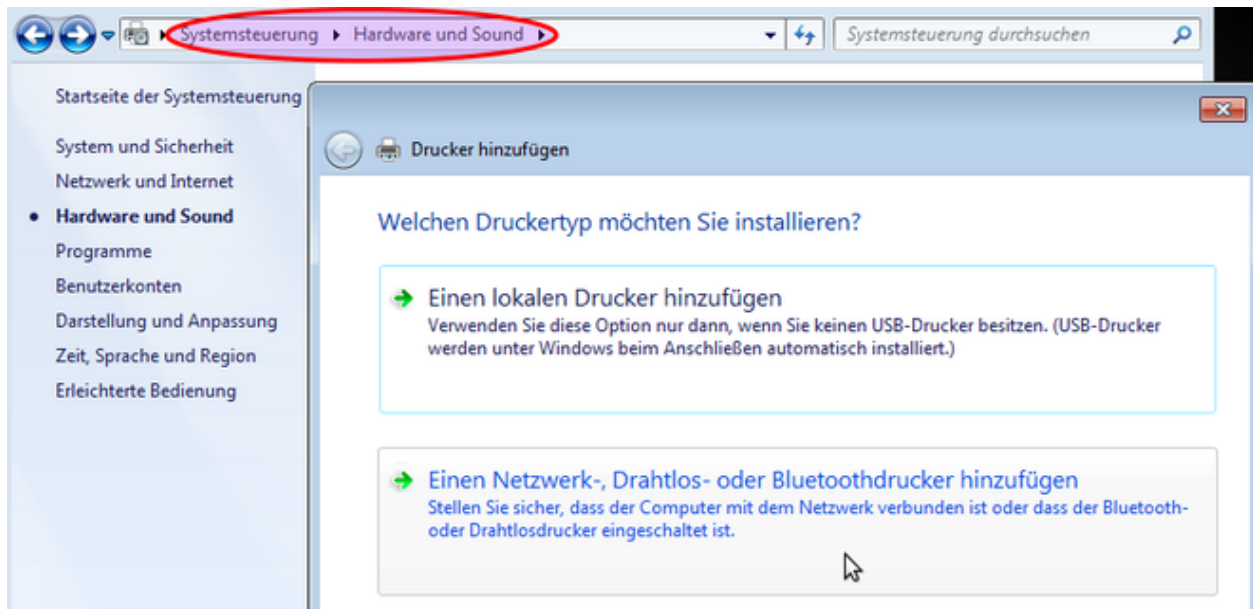 Systemsteuerung Hardware und Sound Systemsteuerung durchsuchen
Startseite der Systemsteuerung
System und Sicherheit
Netzwerk und Internet
Hardware und Sound
Programme
Benutzerkonten
Darstellung und Anpassung
Zeit, Sprache und Region
Erleichterte Bedienung
Drucker hinzufügen
Welchen Druckertyp möchten Sie installieren?
Einen lokalen Drucker hinzufügen
Verwenden Sie diese Option nur dann, wenn Sie keinen USB-Drucker besitzen. (USB-Drucker
werden unter Windows beim Anschließen automatisch installiert.)
Einen Netzwerk-, Drahtlos- oder Bluetoothdrucker hinzufügen
Stellen Sie sicher, dass der Computer mit dem Netzwerk verbunden ist oder dass der Bluetooth-
oder Drahtlosdrucker eingeschaltet ist.